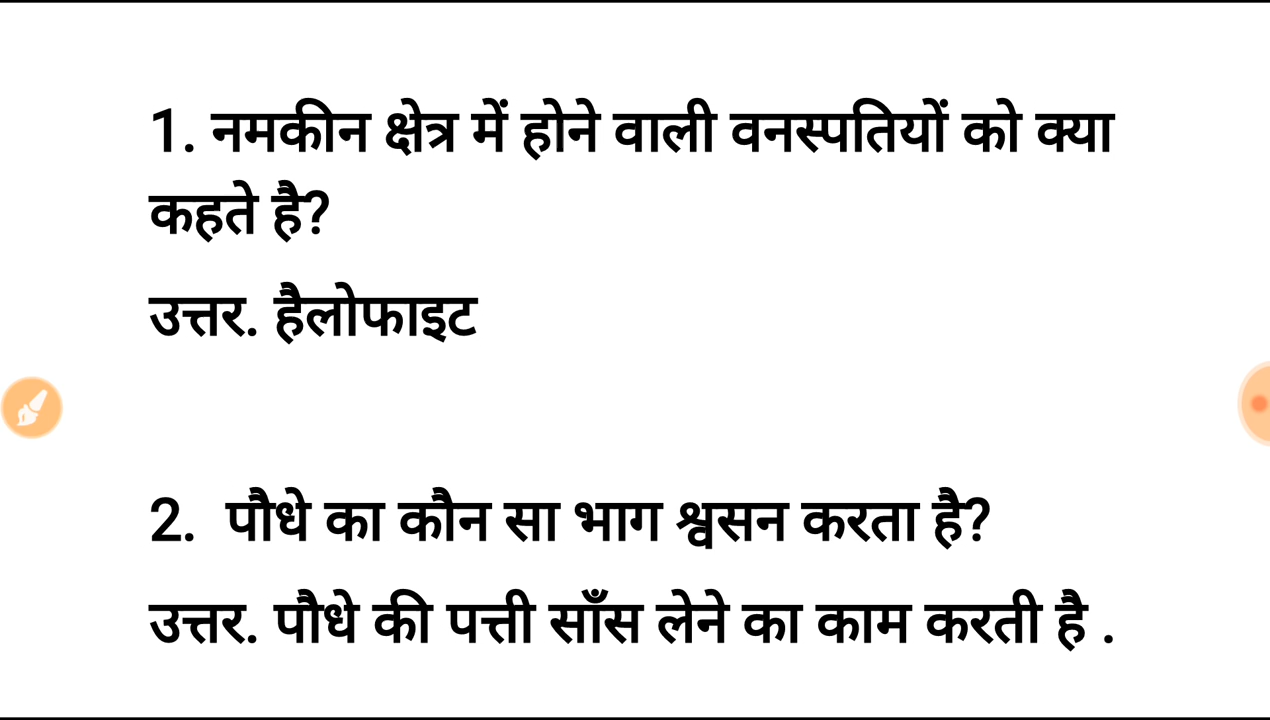 1. नमकीन क्षेत्र में होने वाली वनस्पतियों को क्या
कहते है?
उत्तर. हैलोफाइट
2. पौधे का कौन सा भाग श्वसन करता है?
उत्तर. पौधे की पत्ती साँस लेने का काम करती है .